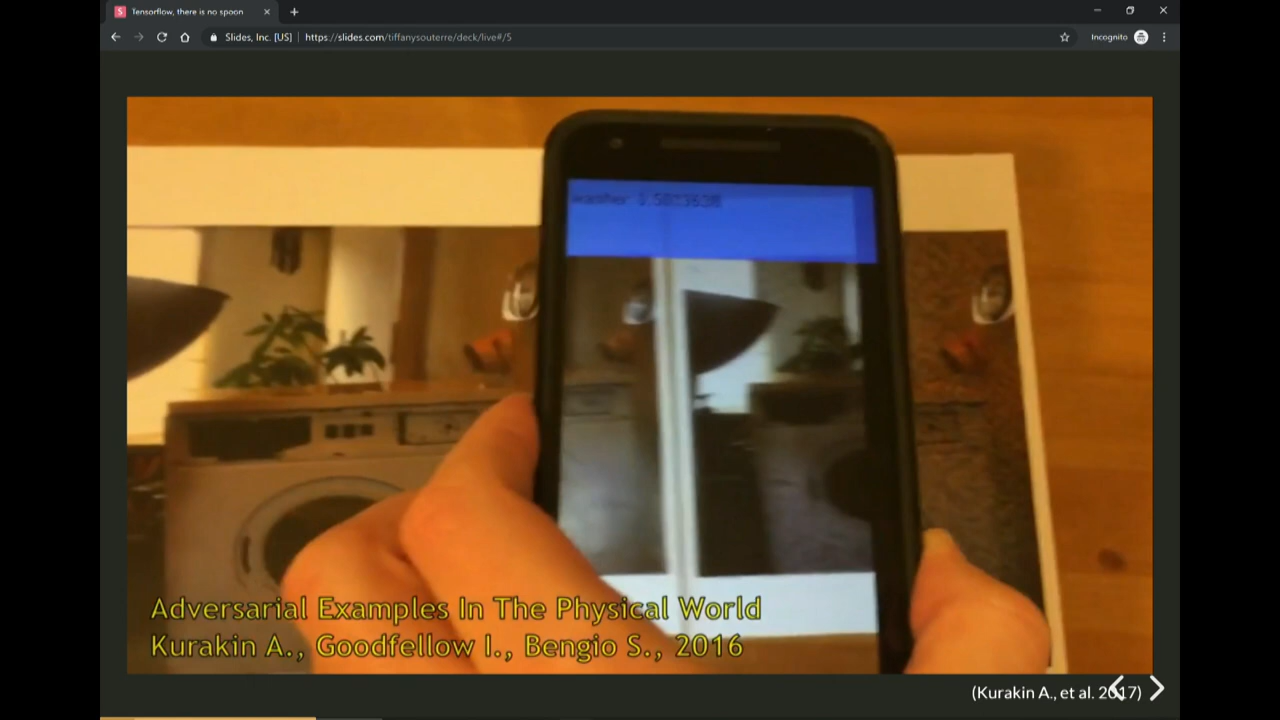 Tensorflow, there is no spoon
Slides, Inc. [US] | https://slides.com/tiffanysouterre/deck/live#/5
Incognito
washer
Adversarial Examples In The Physical World
Kurakin A., Goodfellow I., Bengio S., 2016
(Kurakin A., et al. 2017)